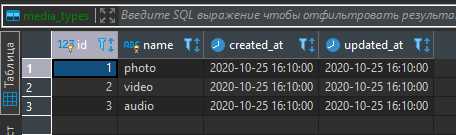 media_types Введите SQL выражение чтобы отфильтровать результа
Таблица
123 id ABC name created_at updated_at
1 1 photo 2020-10-25 16:10:00 2020-10-25 16:10:00
2 2 video 2020-10-25 16:10:00 2020-10-25 16:10:00
3 3 audio 2020-10-25 16:10:00 2020-10-25 16:10:00